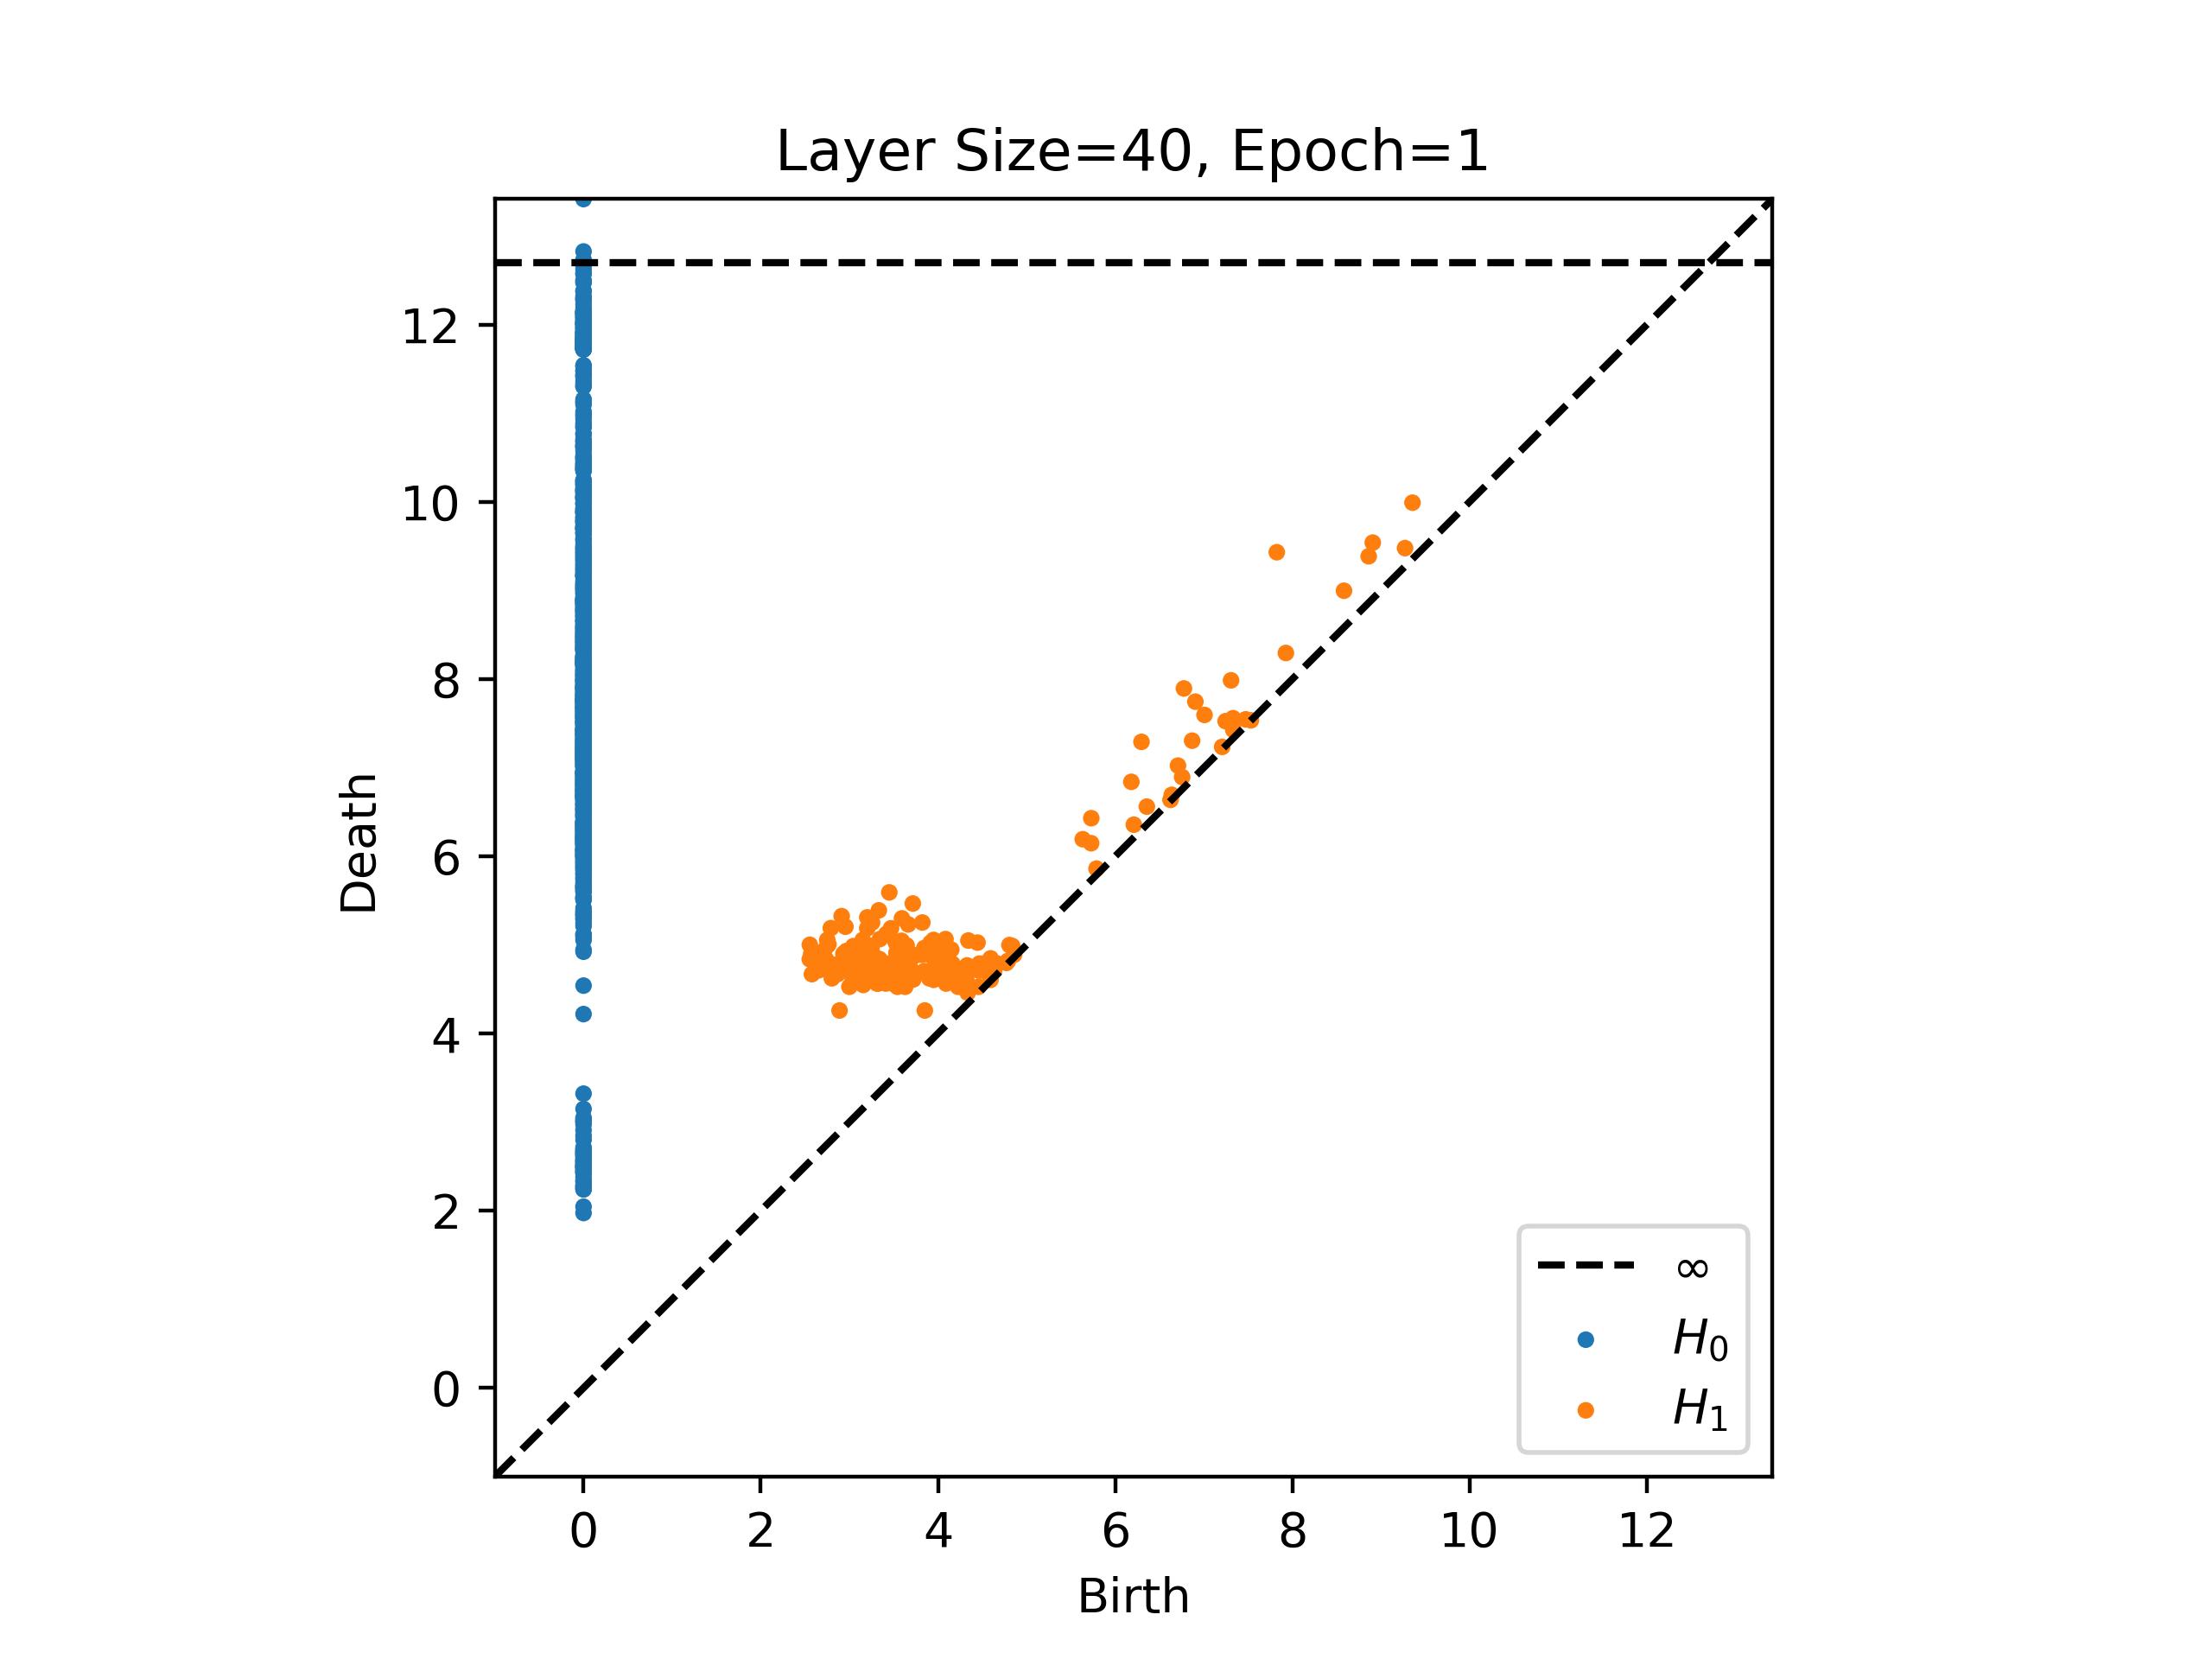 Layer Size=40, Epoch=1
12
10
8
6
4
2
0
Death
0 2 4 6 8 10 12
Birth
∞
H₀
H₁